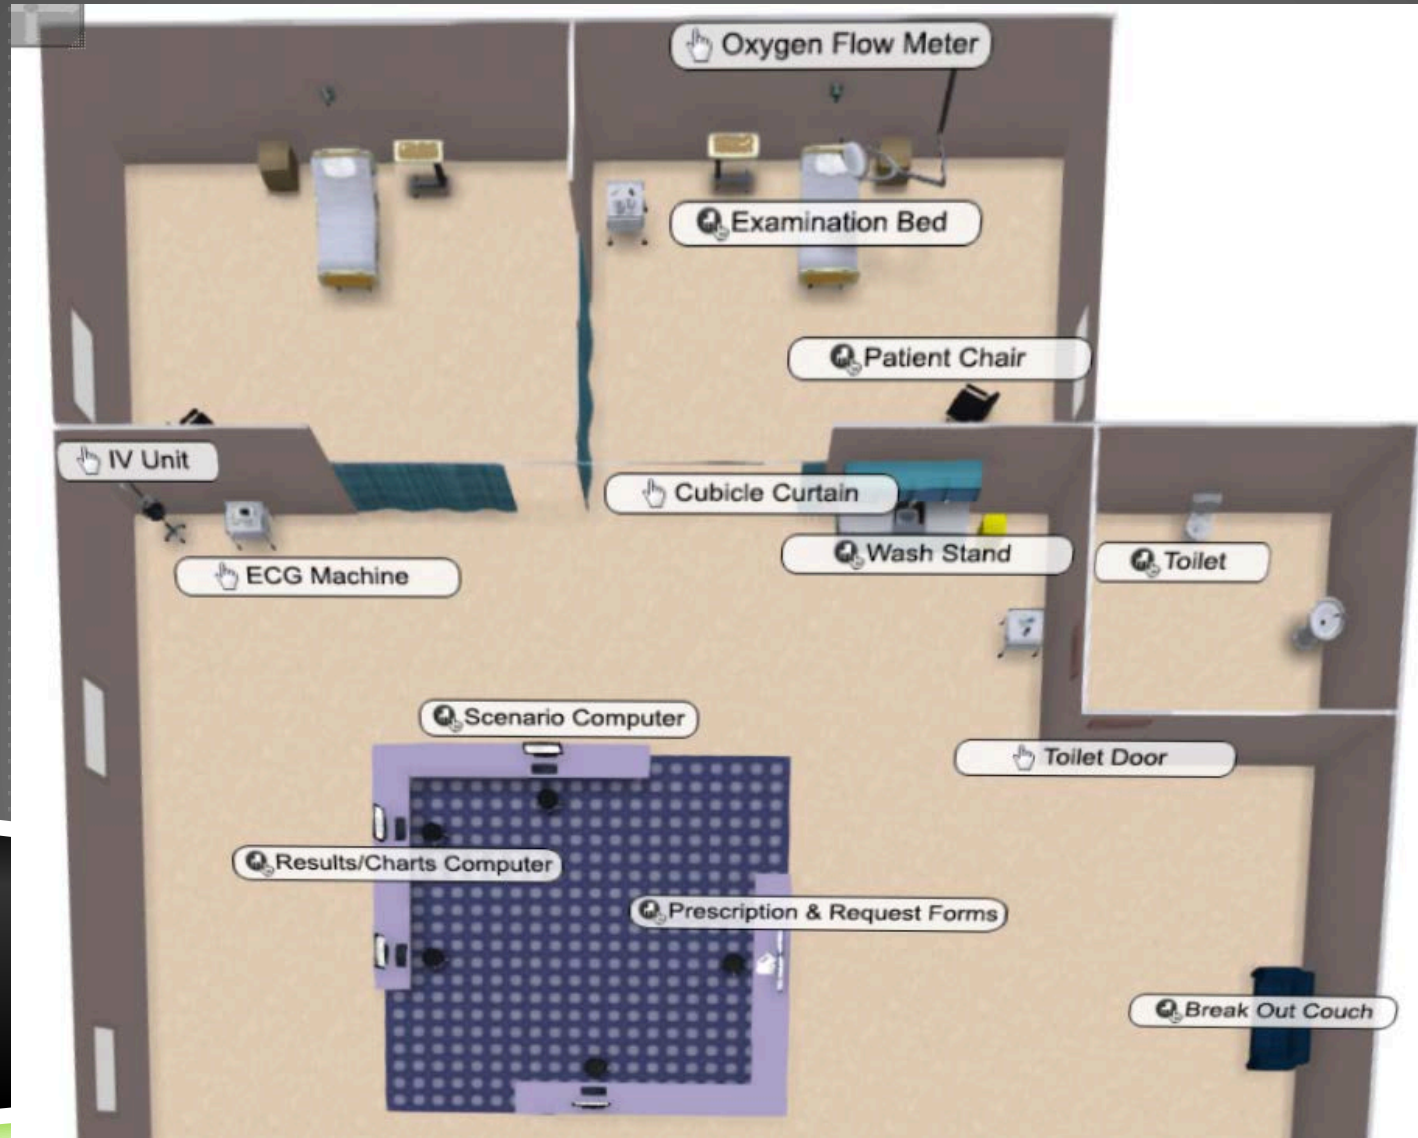 Oxygen Flow Meter
Examination Bed
Patient Chair
IV Unit
Cubicle Curtain
Wash Stand
Toilet
ECG Machine
Scenario Computer
Toilet Door
Results/Charts Computer
Prescription & Request Forms
Break Out Couch